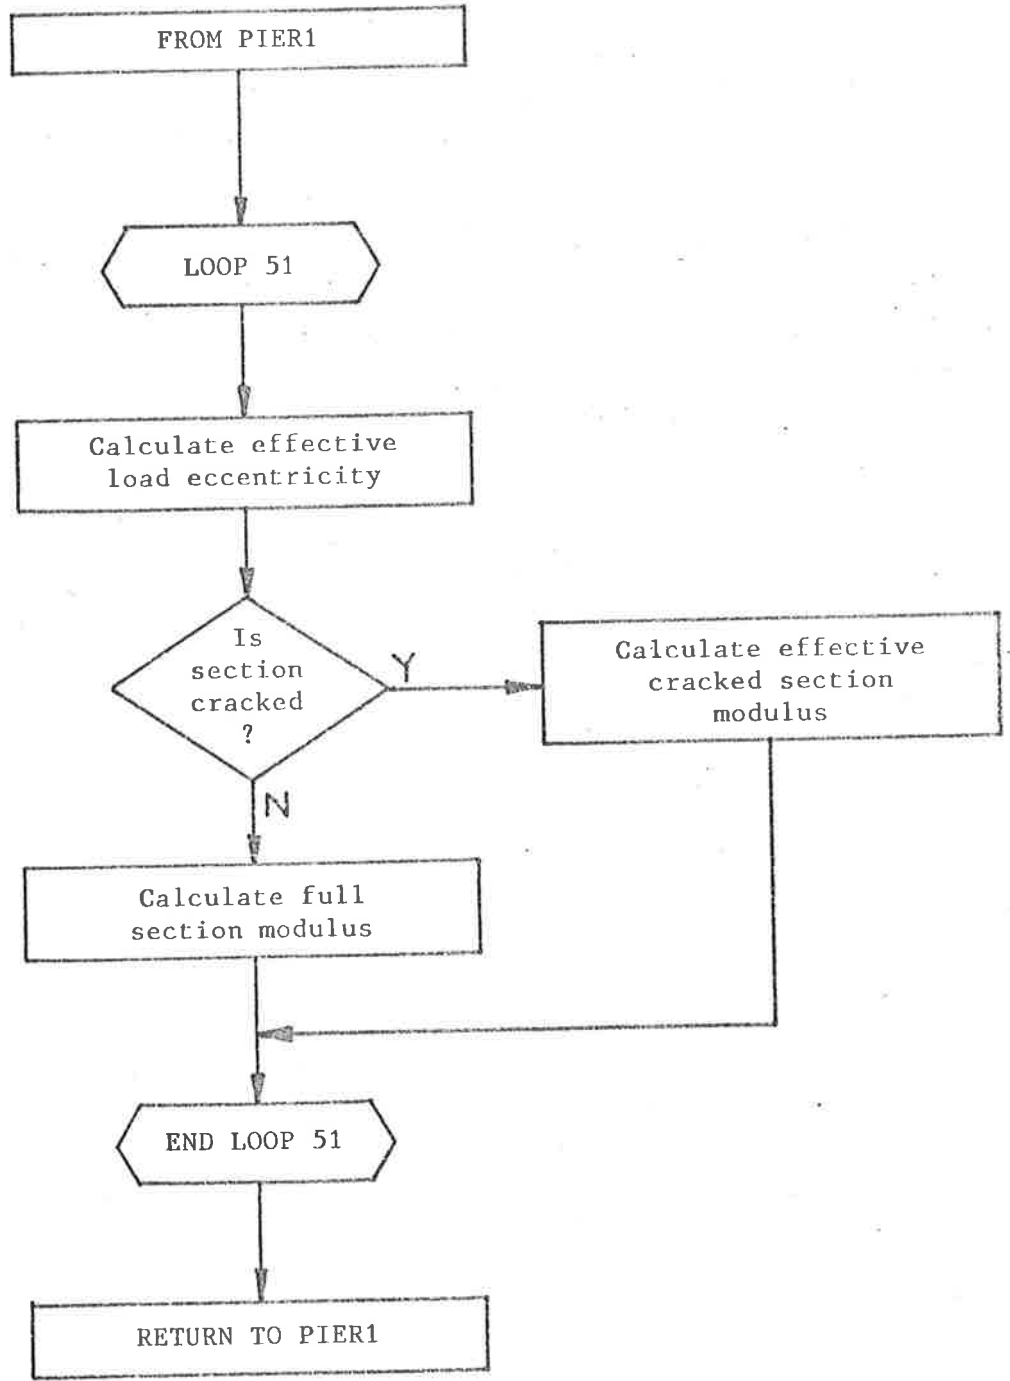 FROM PIER1
LOOP 51
Calculate effective
load eccentricity
Is
section
cracked
?
Y
Calculate effective
cracked section
modulus
N
Calculate full
section modulus
END LOOP 51
RETURN TO PIER1